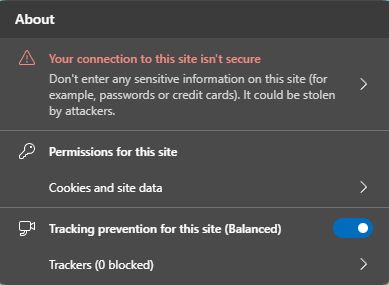 About
Your connection to this site isn't secure
Don't enter any sensitive information on this site (for
example, passwords or credit cards). It could be stolen
by attackers.
Permissions for this site
Cookies and site data
Tracking prevention for this site (Balanced)
Trackers (0 blocked)